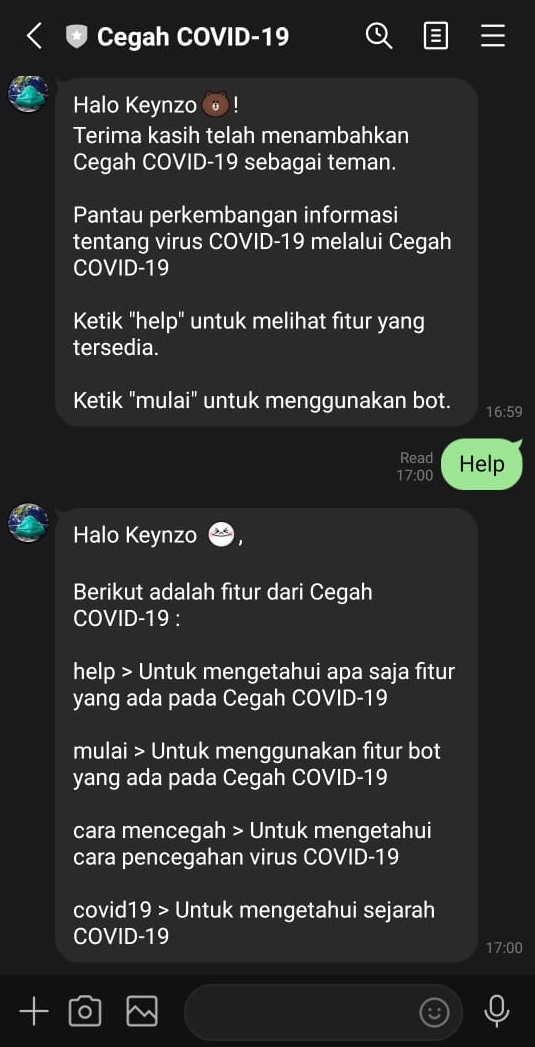 Cegah COVID-19
Halo Keynzo !
Terima kasih telah menambahkan
Cegah COVID-19 sebagai teman.
Pantau perkembangan informasi
tentang virus COVID-19 melalui Cegah
COVID-19
Ketik "help" untuk melihat fitur yang
tersedia.
Ketik "mulai" untuk menggunakan bot.
16:59
Read
17:00
Help
Halo Keynzo ,
Berikut adalah fitur dari Cegah
COVID-19 :
help > Untuk mengetahui apa saja fitur
yang ada pada Cegah COVID-19
mulai > Untuk menggunakan fitur bot
yang ada pada Cegah COVID-19
cara mencegah > Untuk mengetahui
cara pencegahan virus COVID-19
covid19 > Untuk mengetahui sejarah
COVID-19
17:00